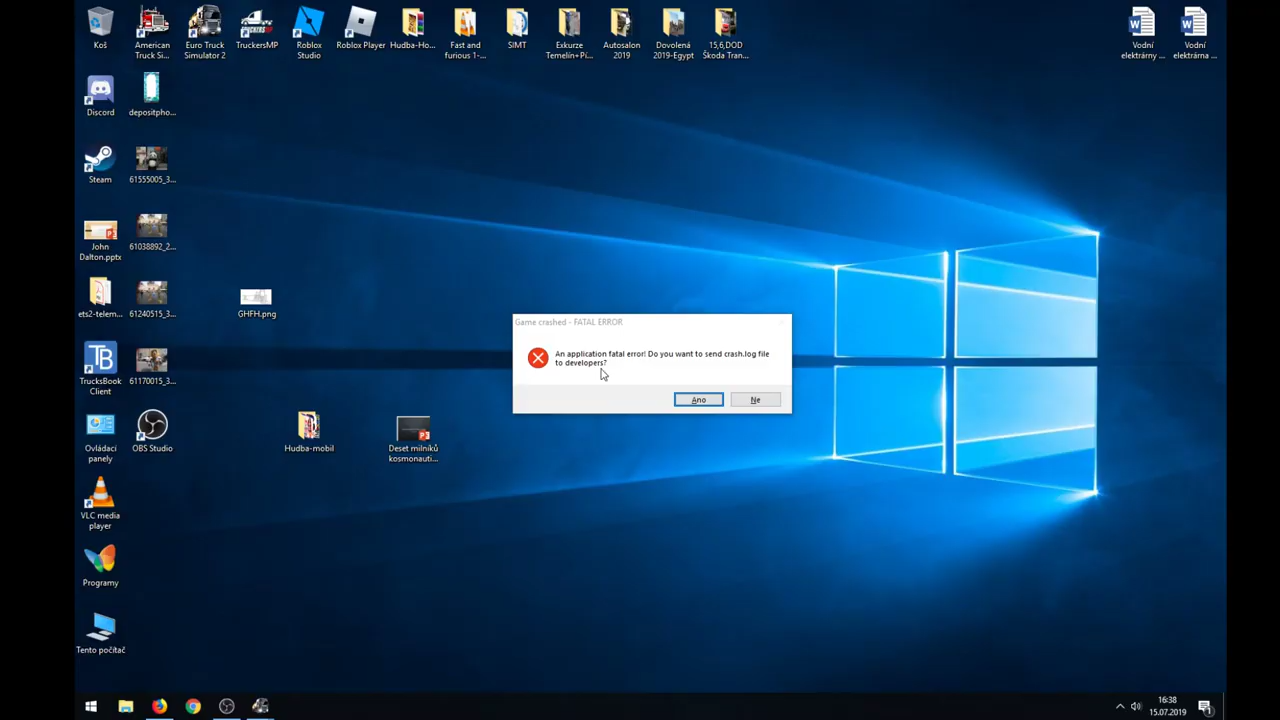 Koš
American
Truck Si...
Euro Truck
Simulator 2
TruckersMP
Roblox
Studio
Roblox Player
Hudba-Ho...
Fast and
furious 1-...
SIMT
Exkurze
Temelín+Pí...
Autosalon
2019
Dovolená
2019-Egypt
15,6,DOD
Škoda Tran...
Vodní
elektrárny ...
Vodní
elektrárna ...
Discord
depositpho...
Steam
61555005_3...
John
Dalton.pptx
61038892_2...
ets2-telem...
61240515_3...
GHFH.png
Game crashed - FATAL ERROR
An application fatal error! Do you want to send crash.log file
to developers?
Ano
Ne
TrucksBook
Client
61170015_3...
Ovládací
panely
OBS Studio
Hudba-mobil
Deset milníků
kosmonauti...
VLC media
player
Programy
Tento počítač
16:38
15.07.2019